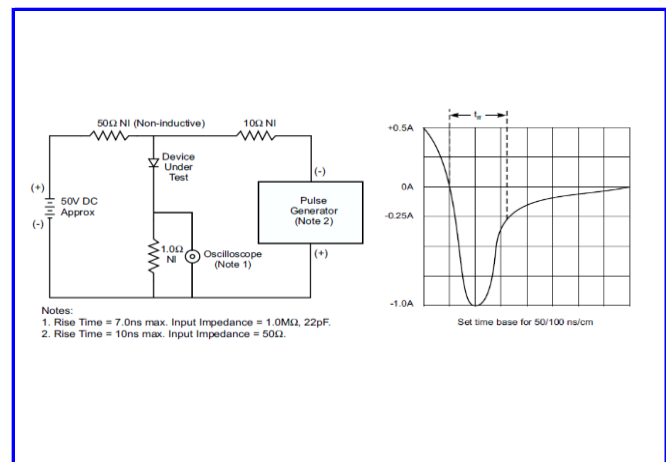 50Ω NI (Non-inductive)
10Ω NI
Device
Under
Test
(+)
50V DC
Approx
(-)
1.0Ω
NI
Oscilloscope
(Note 1)
(-)
Pulse
Generator
(Note 2)
(+)
Notes:
1. Rise Time = 7.0ns max. Input Impedance = 1.0MΩ, 22pF.
2. Rise Time = 10ns max. Input Impedance = 50Ω.
trr
+0.5A
0A
-0.25A
-1.0A
Set time base for 50/100 ns/cm